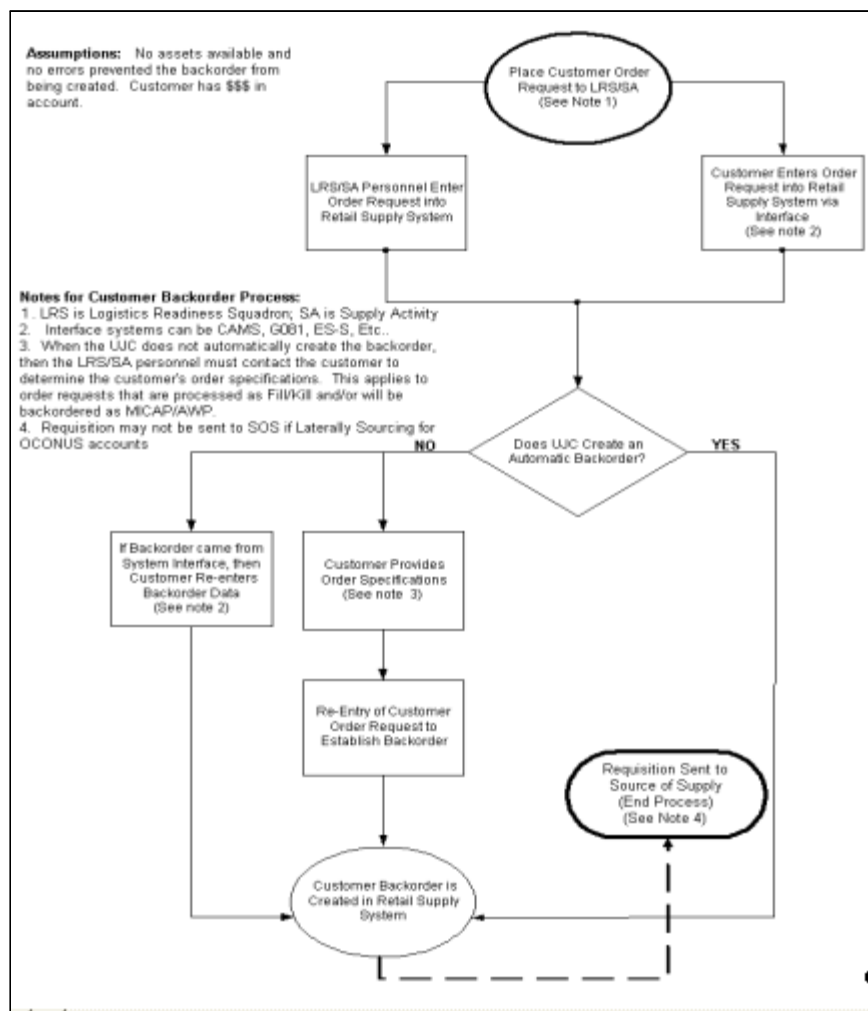 Assumptions: No assets available and
no errors prevented the backorder from
being created. Customer has $$$ in
account.
Place Customer Order
Request to LRS/SA
(See Note 1)
LRS/SA Personnel Enter
Order Request into
Retail Supply System
Customer Enters Order
Request into Retail
Supply System via
Interface
(See note 2)
Notes for Customer Backorder Process:
1. LRS is Logistics Readiness Squadron; SA is Supply Activity
2. Interface systems can be CAMS, G081, ES-S, Etc..
3. When the UJC does not automatically create the backorder,
then the LRS/SA personnel must contact the customer to
determine the customer's order specifications. This applies to
order requests that are processed as Fill/Kill and/or will be
backordered as MICAP/AWP.
4. Requisition may not be sent to SOS if Laterally Sourcing for
OCONUS accounts
NO
Does UJC Create an
Automatic Backorder?
YES
If Backorder came from
System Interface, then
Customer Re-enters
Backorder Data
(See note 2)
Customer Provides
Order Specifications
(See note 3)
Re-Entry of Customer
Order Request to
Establish Backorder
Requisition Sent to
Source of Supply
(End Process)
(See Note 4)
Customer Backorder is
Created in Retail Supply
System